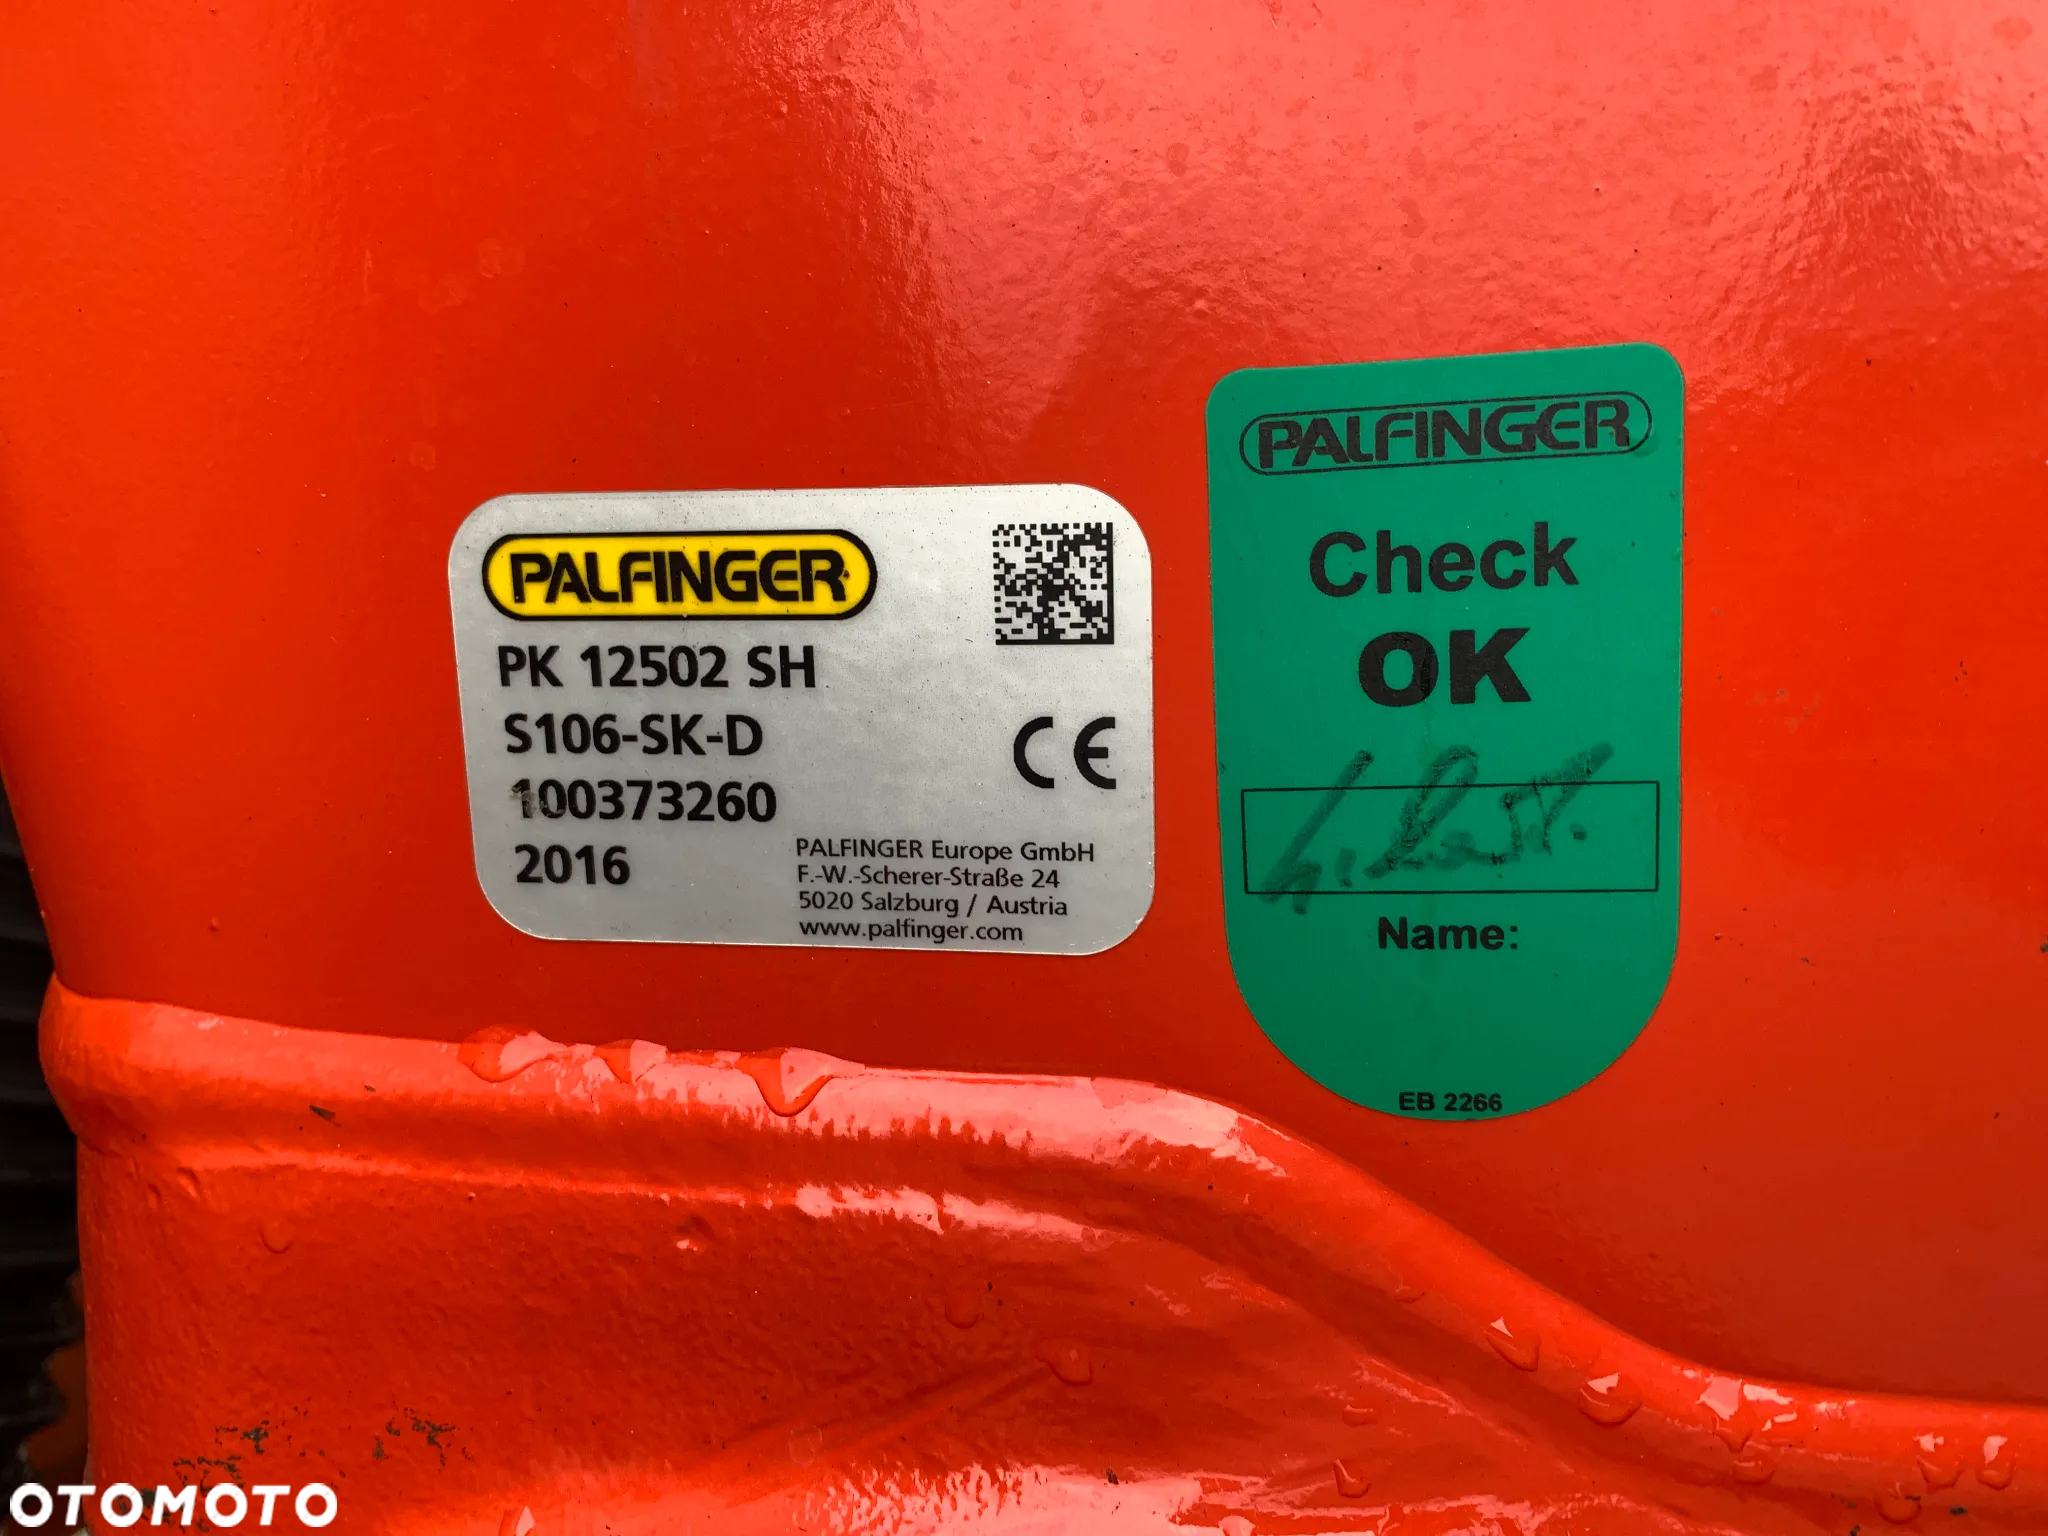 PALFINGER
PK 12502 SH
S106-SK-D
100373260
2016
PALFINGER Europe GmbH
F.-W.-Scherer-Straße 24
5020 Salzburg / Austria
www.palfinger.com
CE
PALFINGER
Check
OK
Name:
EB 2266
OTOMOTO